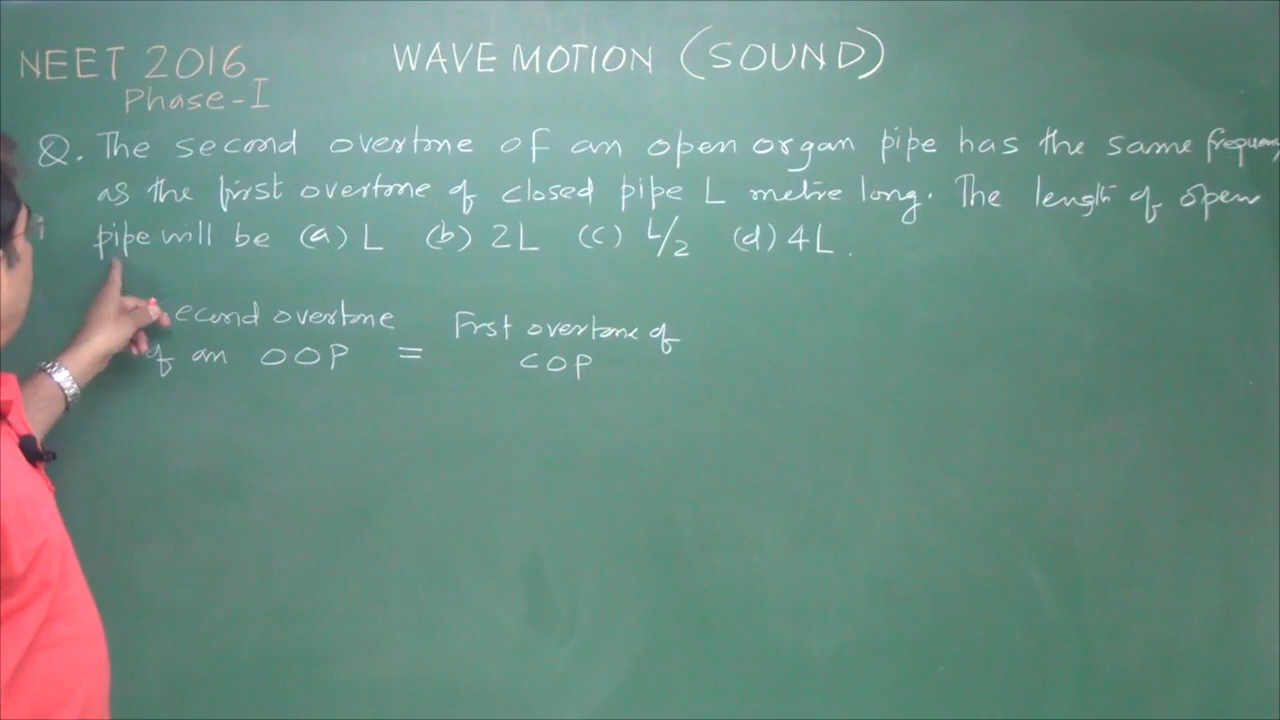 NEET 2016
Phase-I
WAVE MOTION (SOUND)
Q. The second overtone of an open organ pipe has the same frequency
as the first overtone of closed pipe L metre long. The length of open
pipe will be (a) L (b) 2L (c) L/2 (d) 4L.
econd overtone
of an OOP = First overtone of
COP